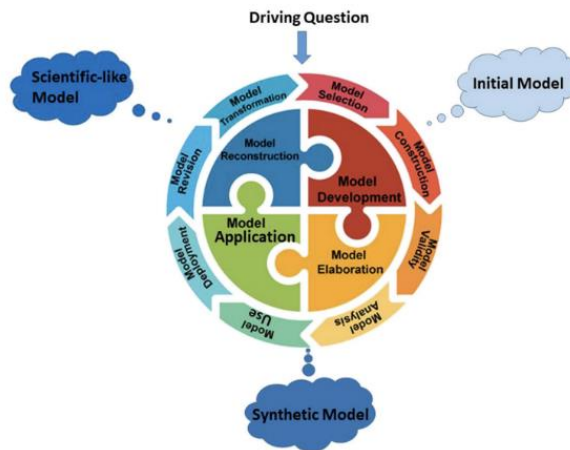 Driving Question
Scientific-like
Model
Initial Model
Model
Transformation
Model
Selection
Model
Construction
Model
Validity
Model
Analysis
Model
Use
Model
Deployment
Model
Revision
Model
Reconstruction
Model
Development
Model
Application
Model
Elaboration
Synthetic Model